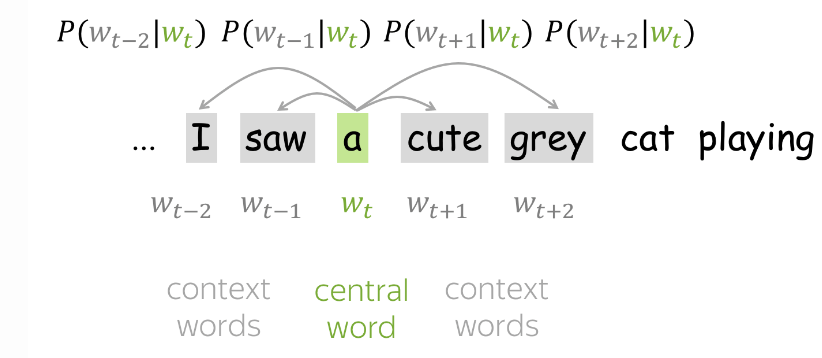 P(w_{t−2}|w_t) P(w_{t−1}|w_t) P(w_{t+1}|w_t) P(w_{t+2}|w_t)
... I saw a cute grey cat playing
w_{t−2} w_{t−1} w_t w_{t+1} w_{t+2}
context central context
words word words